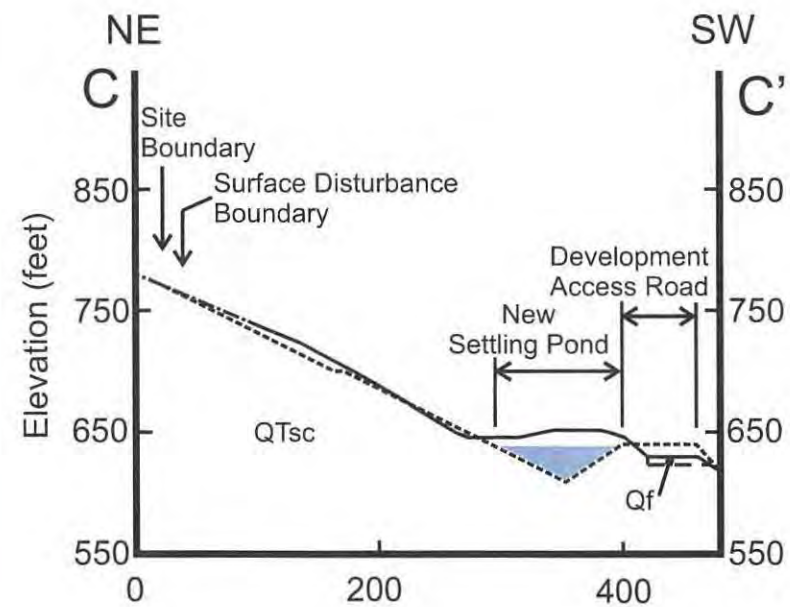 NE
SW
C
C'
Site
Boundary
Surface Disturbance
Boundary
Development
Access Road
New
Settling Pond
Elevation (feet)
850
750
650
550
850
750
650
550
QTsc
Qf
0
200
400